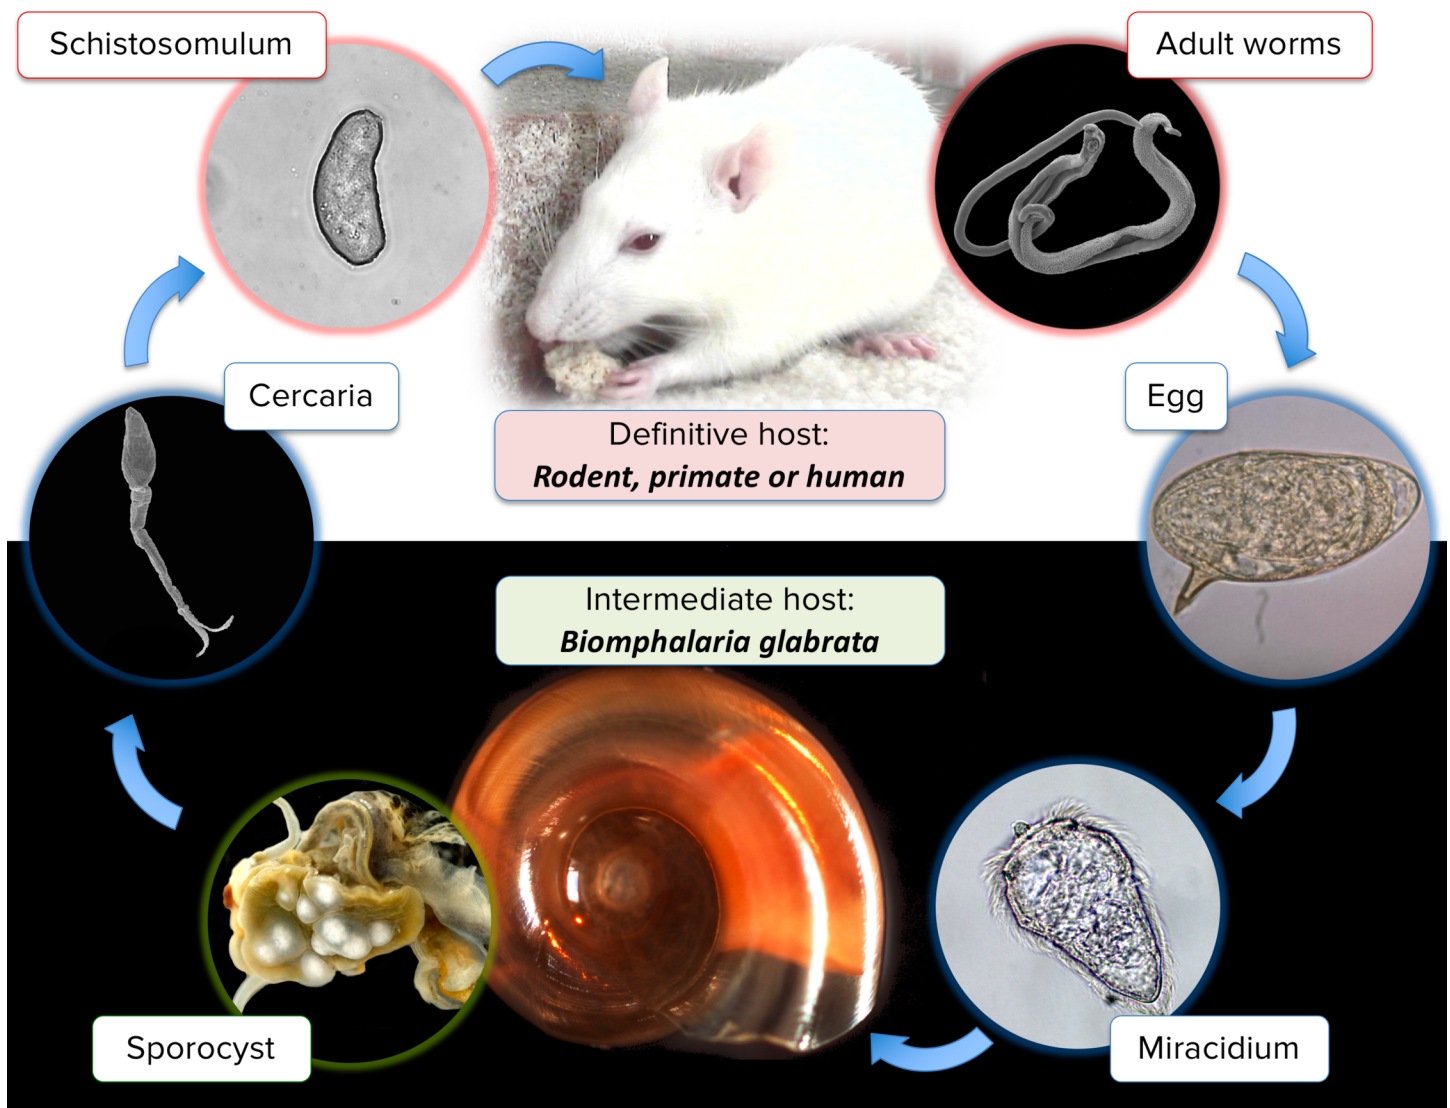 Schistosomulum
Adult worms
Cercaria
Egg
Definitive host:
Rodent, primate or human
Intermediate host:
Biomphalaria glabrata
Sporocyst
Miracidium